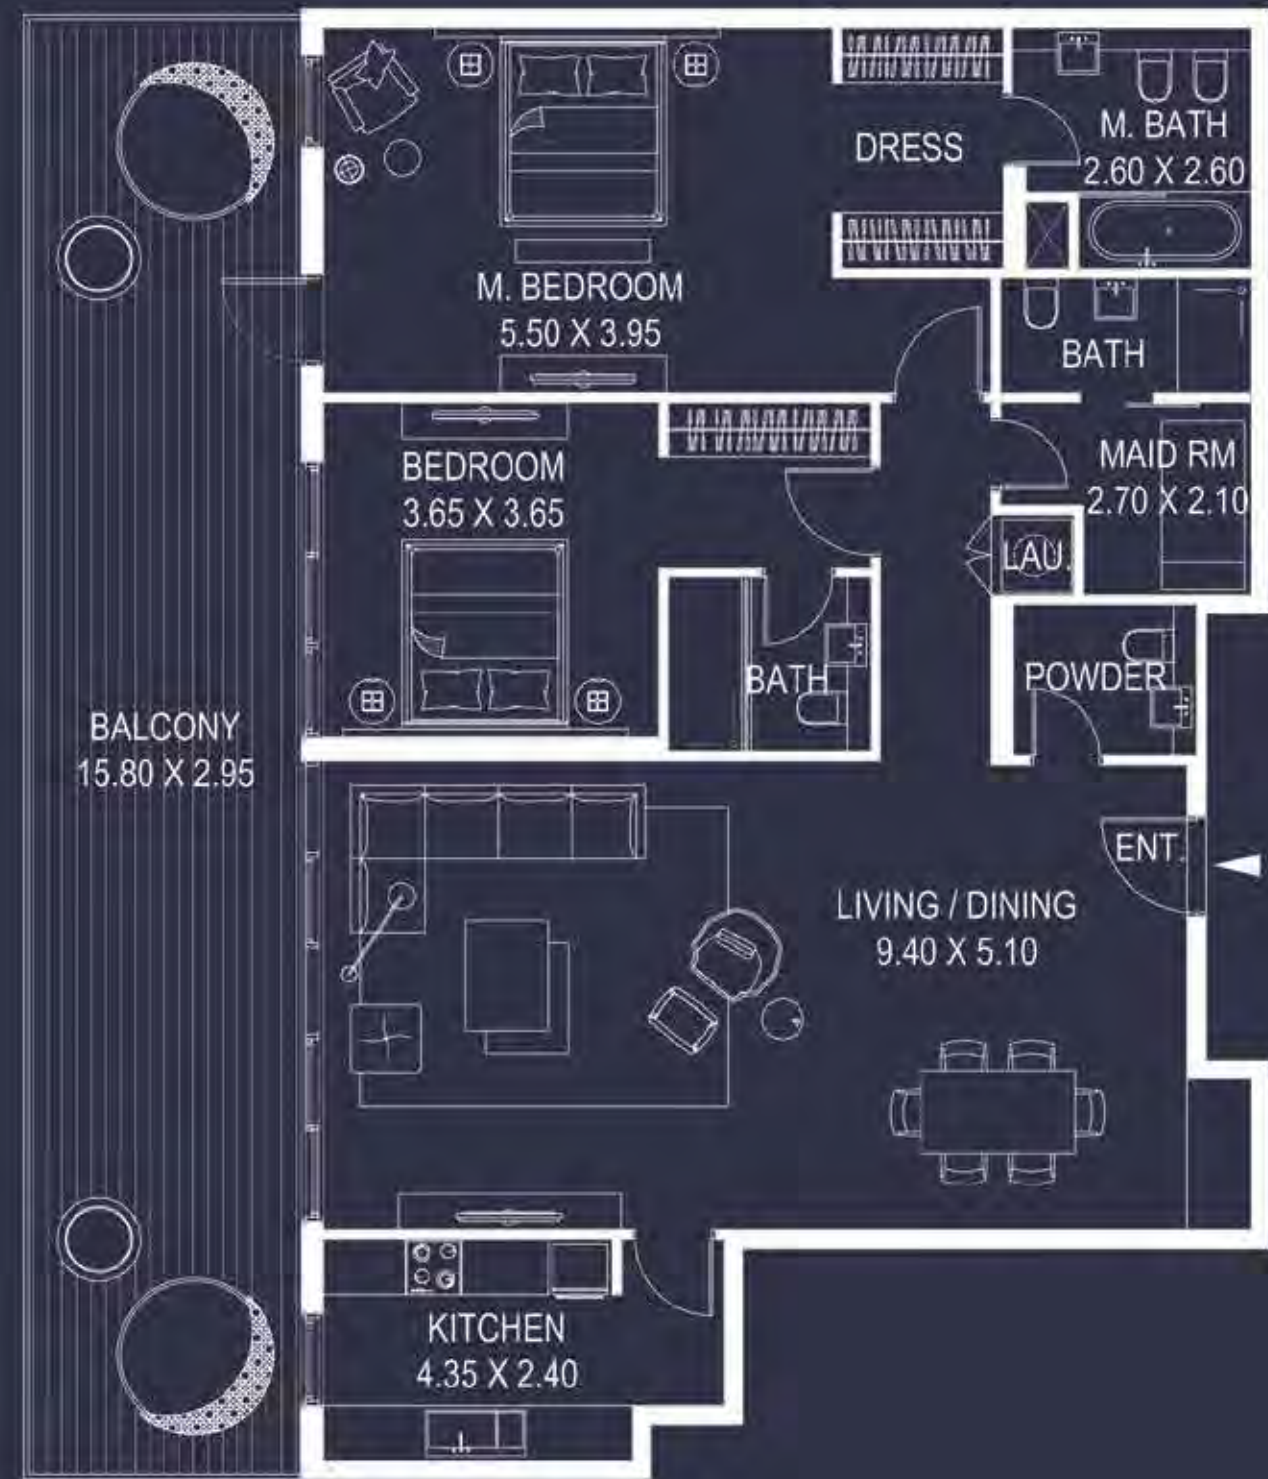 M. BATH
2.60 X 2.60
DRESS
M. BEDROOM
5.50 X 3.95
BATH
BEDROOM
3.65 X 3.65
MAID RM
2.70 X 2.10
LAU.
BATH
POWDER
BALCONY
15.80 X 2.95
ENT.
LIVING / DINING
9.40 X 5.10
KITCHEN
4.35 X 2.40